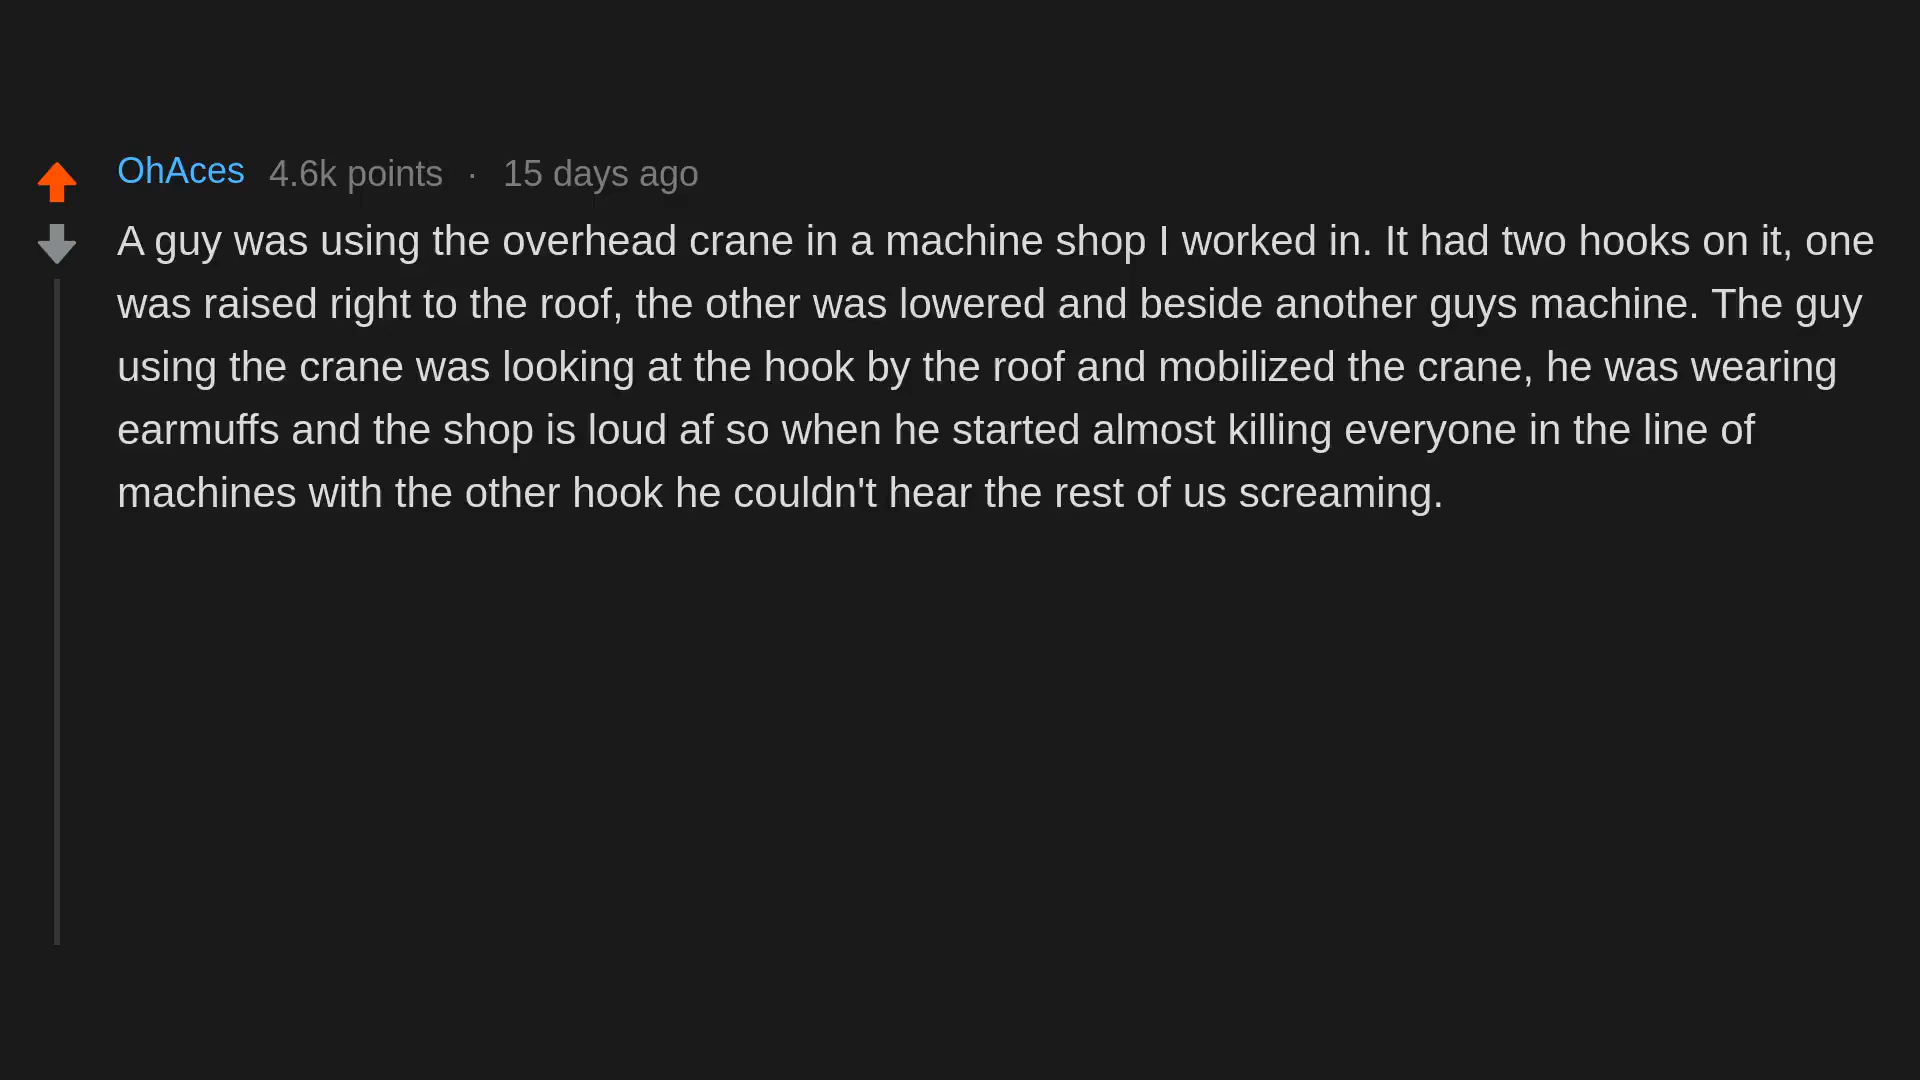 OhAces 4.6k points · 15 days ago
A guy was using the overhead crane in a machine shop I worked in. It had two hooks on it, one
was raised right to the roof, the other was lowered and beside another guys machine. The guy
using the crane was looking at the hook by the roof and mobilized the crane, he was wearing
earmuffs and the shop is loud af so when he started almost killing everyone in the line of
machines with the other hook he couldn't hear the rest of us screaming.